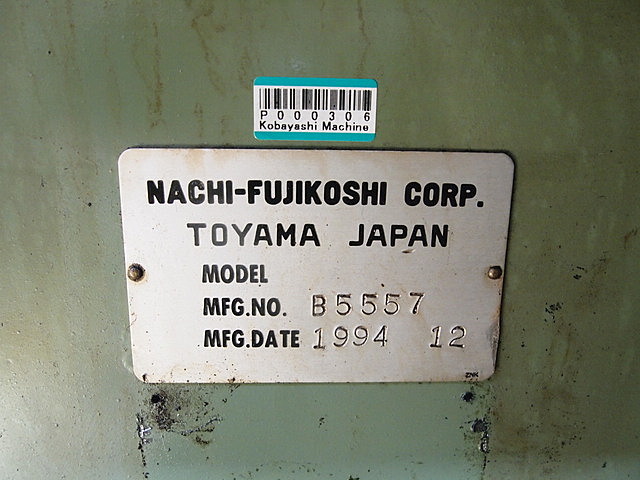 P000306
Kobayashi Machine
NACHI-FUJIKOSHI CORP.
TOYAMA JAPAN
MODEL
MFG.NO. B5557
MFG.DATE 1994 12